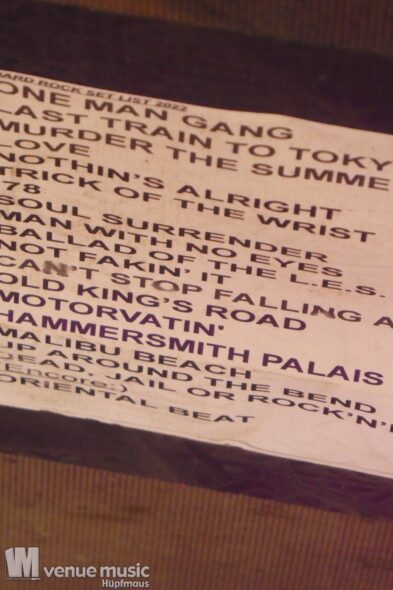 HARD ROCK SET LIST 2022
ONE MAN GANG
LAST TRAIN TO TOKY
MURDER THE SUMME
LOVE
NOTHIN'S ALRIGHT
TRICK OF THE WRIST
'78
SOUL SURRENDER
MAN WITH NO EYES
BALLAD OF THE L.E.S.
NOT FAKIN' IT
CAN'T STOP FALLING A
OLD KING'S ROAD
MOTORVATIN'
HAMMERSMITH PALAIS
MALIBU BEACH
UP AROUND THE BEND
DEAD, JAIL OR ROCK'N'
(Encore:)
ORIENTAL BEAT
venue music
Hüpfmaus